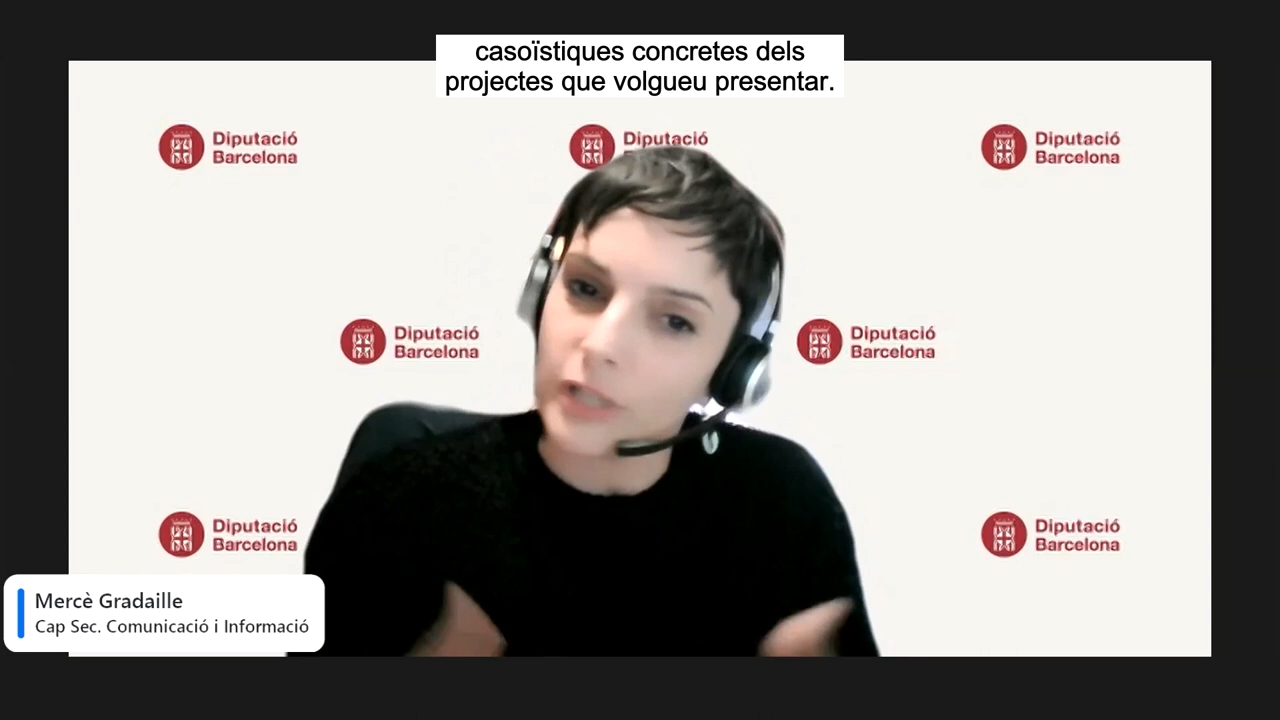 casoïstiques concretes dels
projectes que volgueu presentar.
Diputació
Barcelona
Diputació
Diputació
Barcelona
Diputació
Barcelona
Diputació
Barcelona
Diputació
Barcelona
Diputació
Barcelona
Mercè Gradaille
Cap Sec. Comunicació i Informació